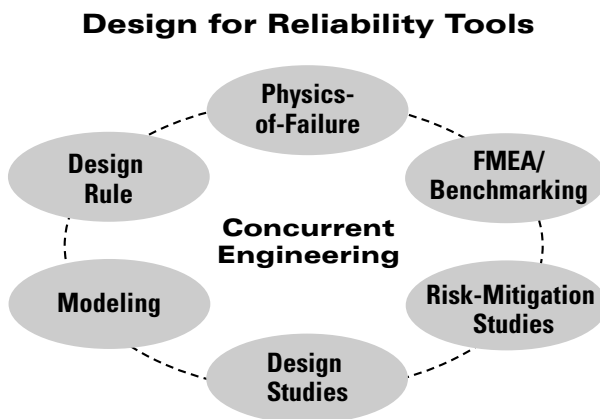 Design for Reliability Tools
Physics-
of-Failure
FMEA/
Benchmarking
Risk-Mitigation
Studies
Design
Studies
Modeling
Design
Rule
Concurrent
Engineering